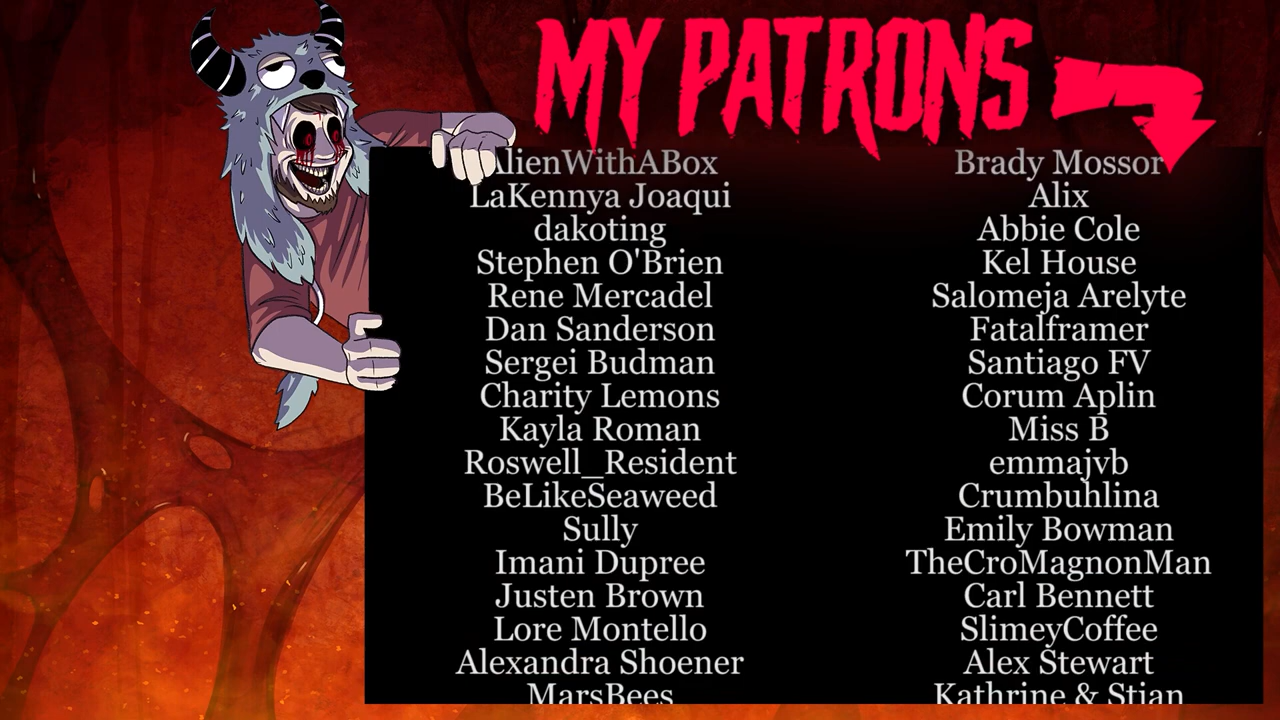 MY PATRONS
AlienWithABox
LaKennya Joaqui
dakoting
Stephen O'Brien
Rene Mercadel
Dan Sanderson
Sergei Budman
Charity Lemons
Kayla Roman
Roswell_Resident
BeLikeSeaweed
Sully
Imani Dupree
Justen Brown
Lore Montello
Alexandra Shoener
MarsBees
Brady Mossor
Alix
Abbie Cole
Kel House
Salomeja Arelyte
Fatalframer
Santiago FV
Corum Aplin
Miss B
emmajvb
Crumbuhlina
Emily Bowman
TheCroMagnonMan
Carl Bennett
SlimeyCoffee
Alex Stewart
Kathrine & Stian